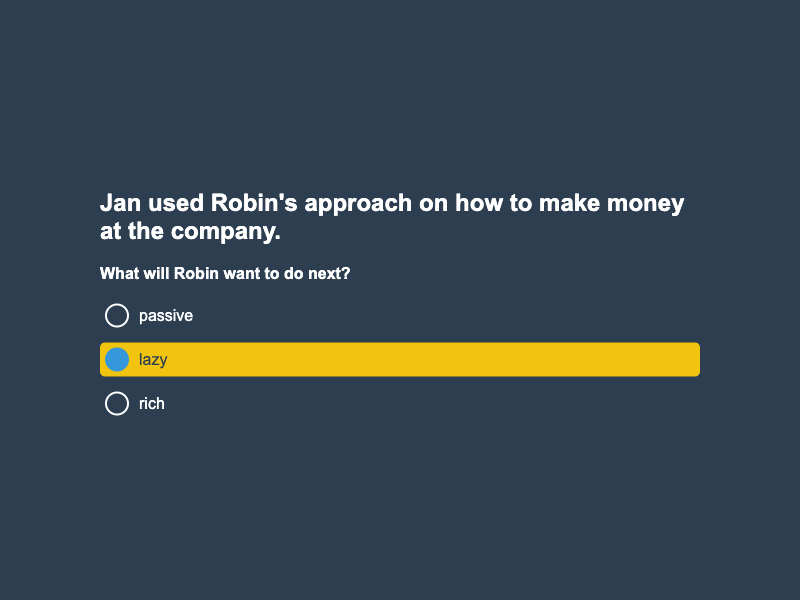 Jan used Robin's approach on how to make money
at the company.
What will Robin want to do next?
passive
lazy
rich